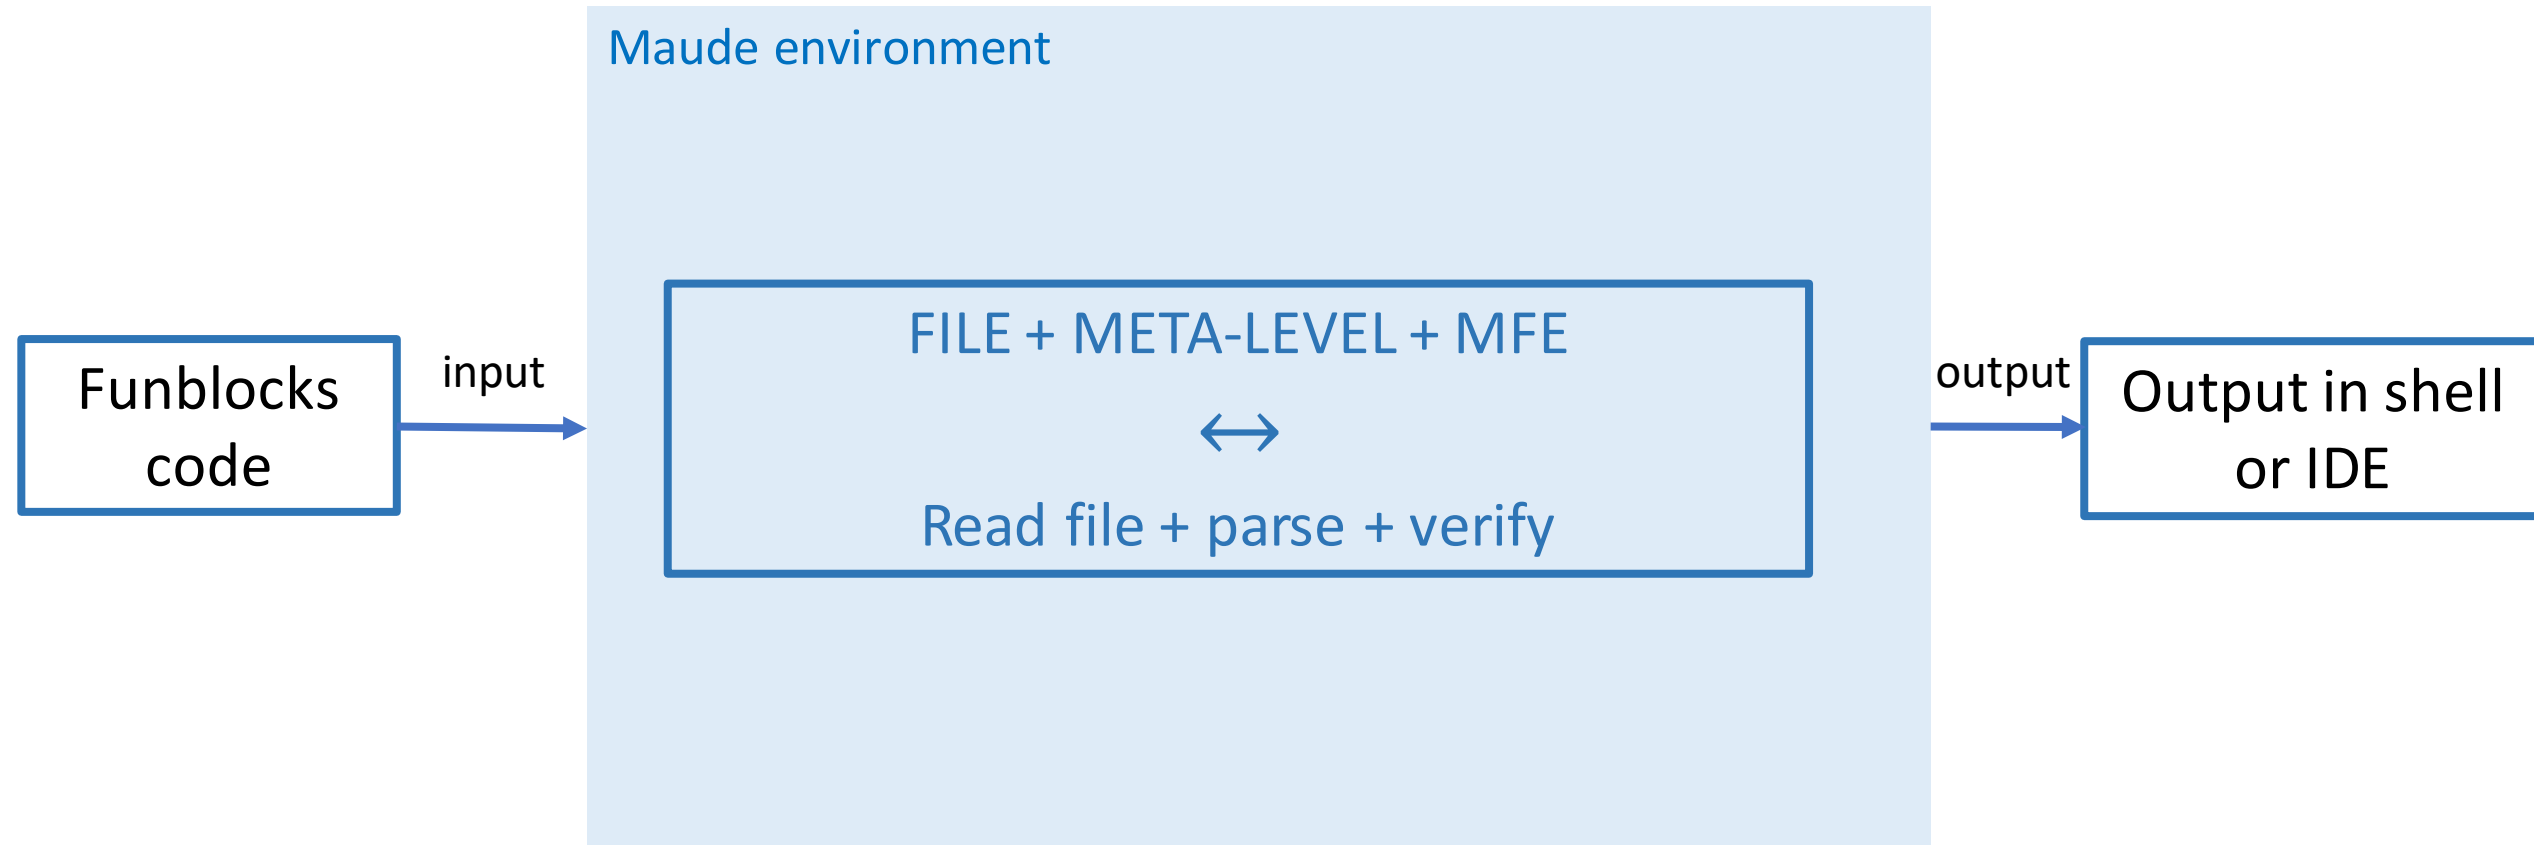 Maude environment
Funblocks
code
input
FILE + META-LEVEL + MFE
↔
Read file + parse + verify
output
Output in shell
or IDE